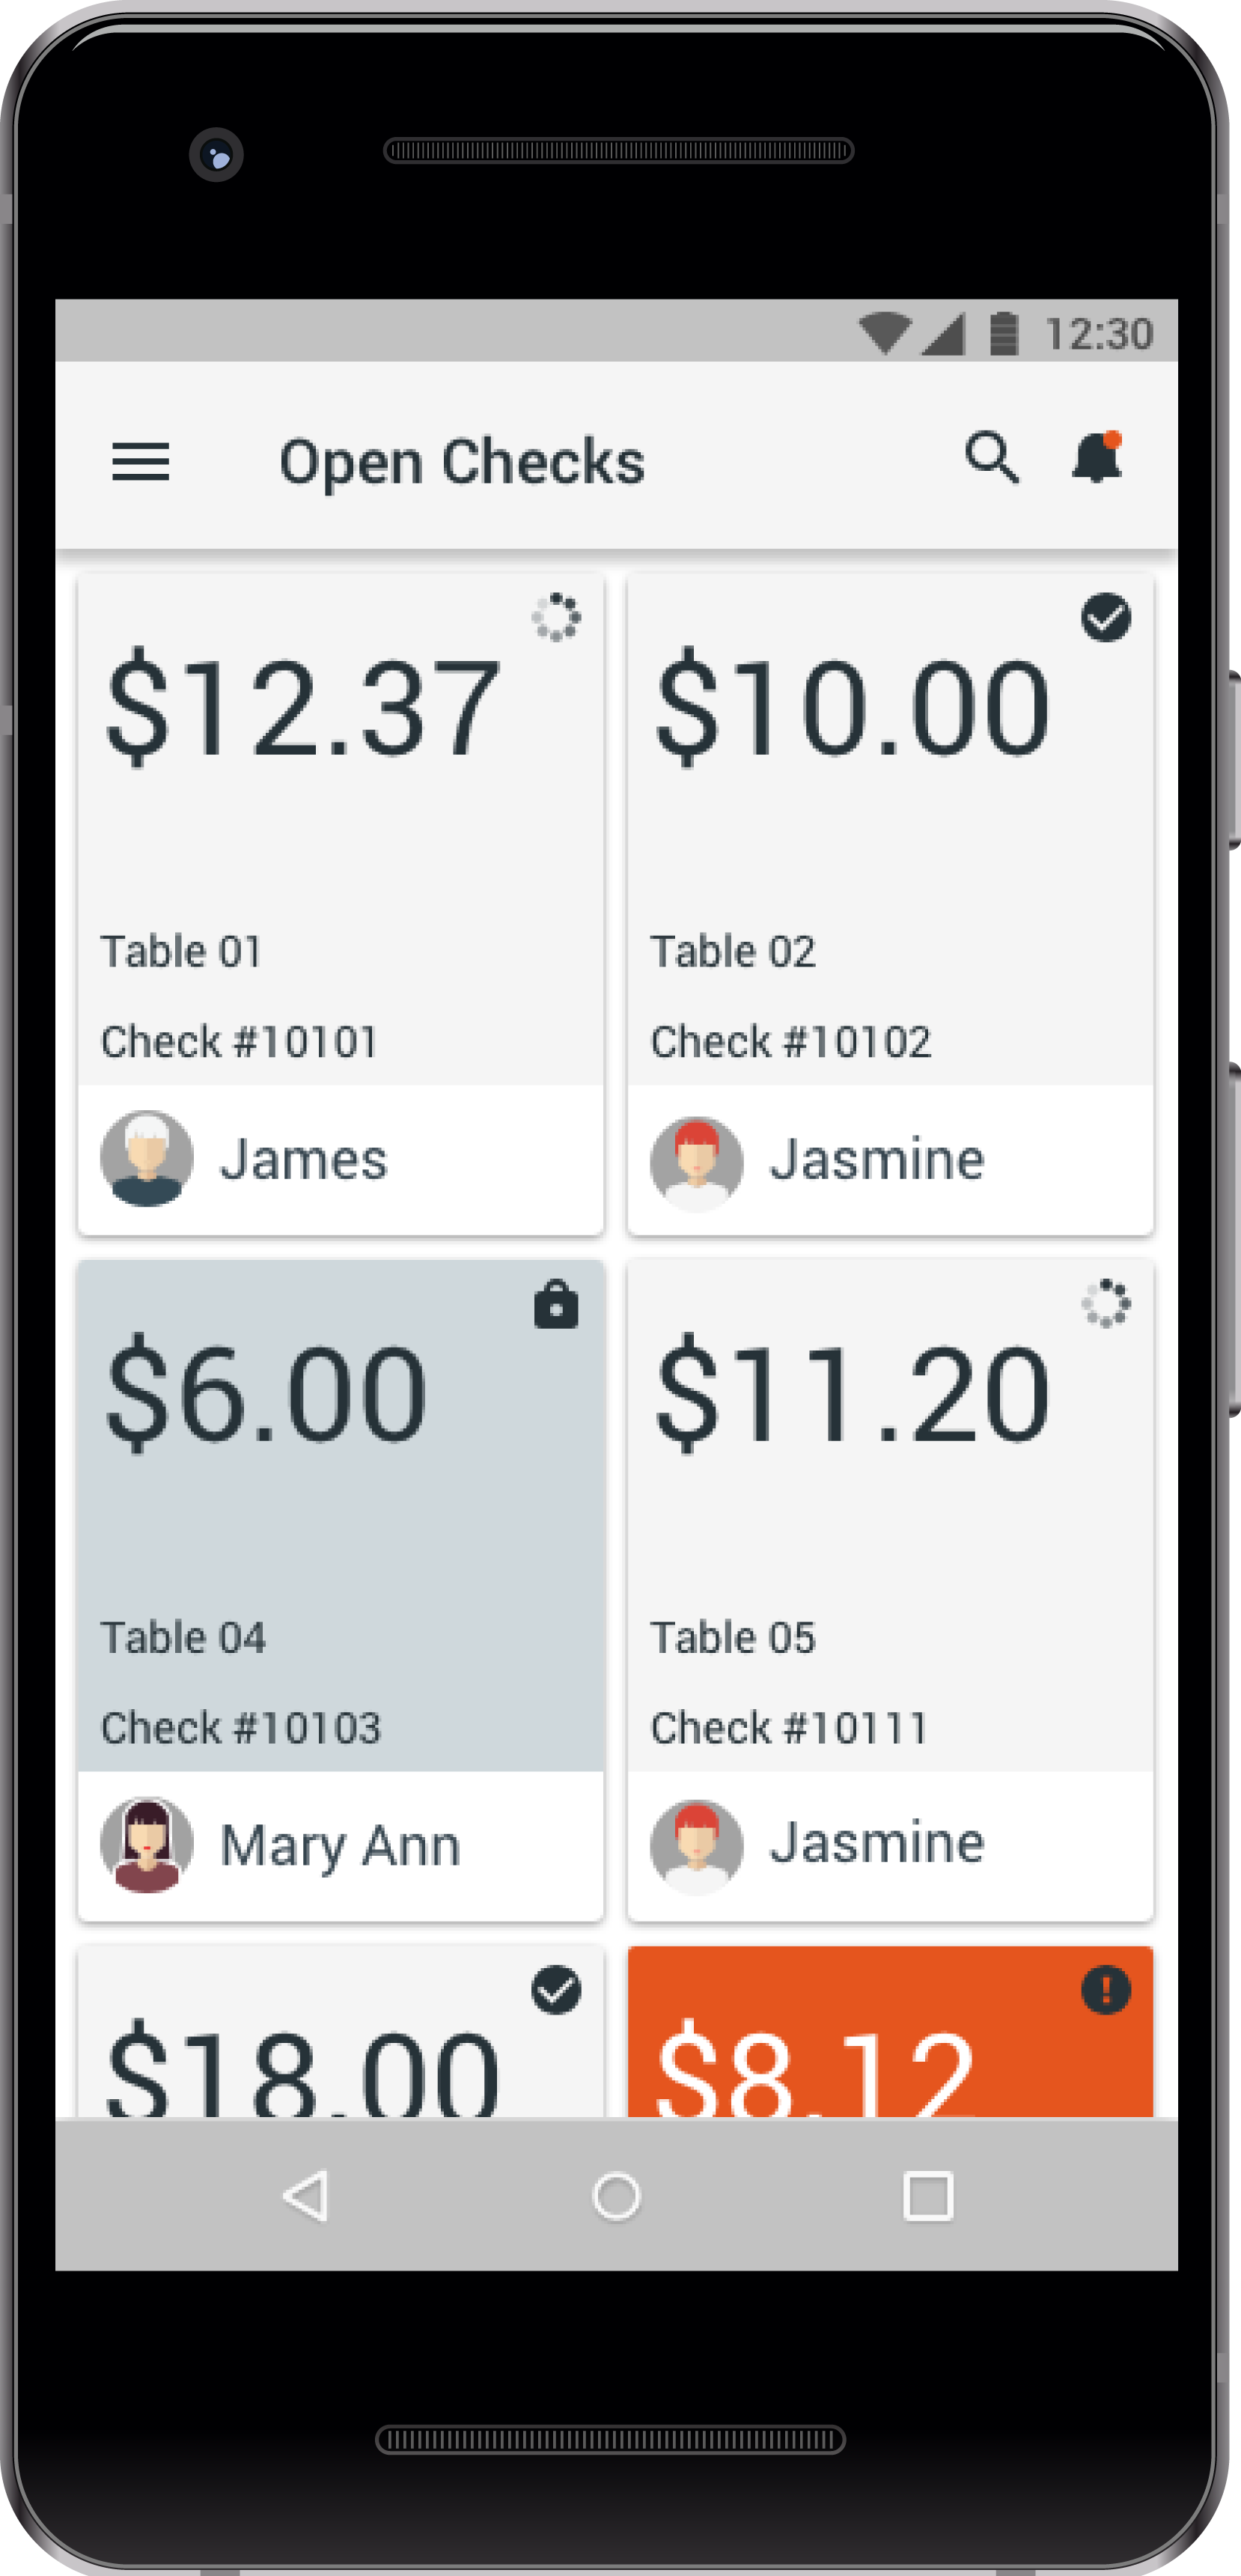 12:30
Open Checks
$12.37
Table 01
Check #10101
James
$10.00
Table 02
Check #10102
Jasmine
$6.00
Table 04
Check #10103
Mary Ann
$11.20
Table 05
Check #10111
Jasmine
$18.00
$8.12